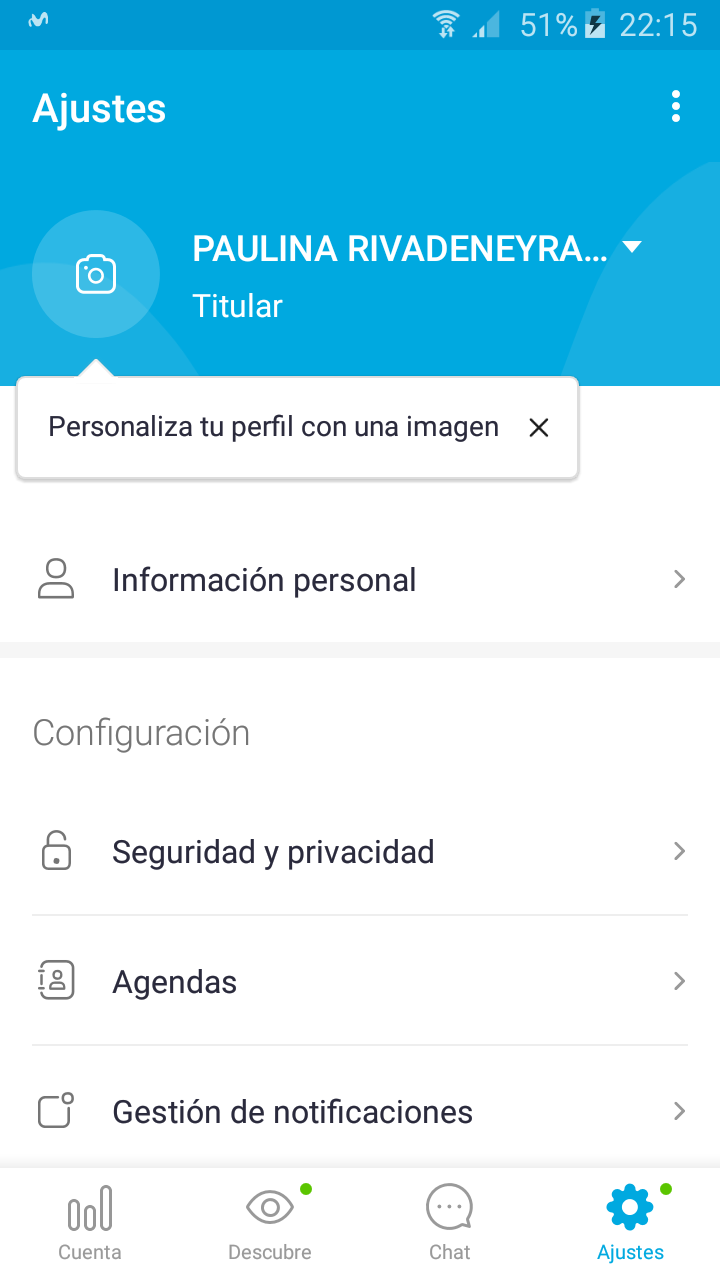 51% 22:15
Ajustes
PAULINA RIVADENEYRA...
Titular
Personaliza tu perfil con una imagen
Información personal
Configuración
Seguridad y privacidad
Agendas
Gestión de notificaciones
Cuenta Descubre Chat Ajustes